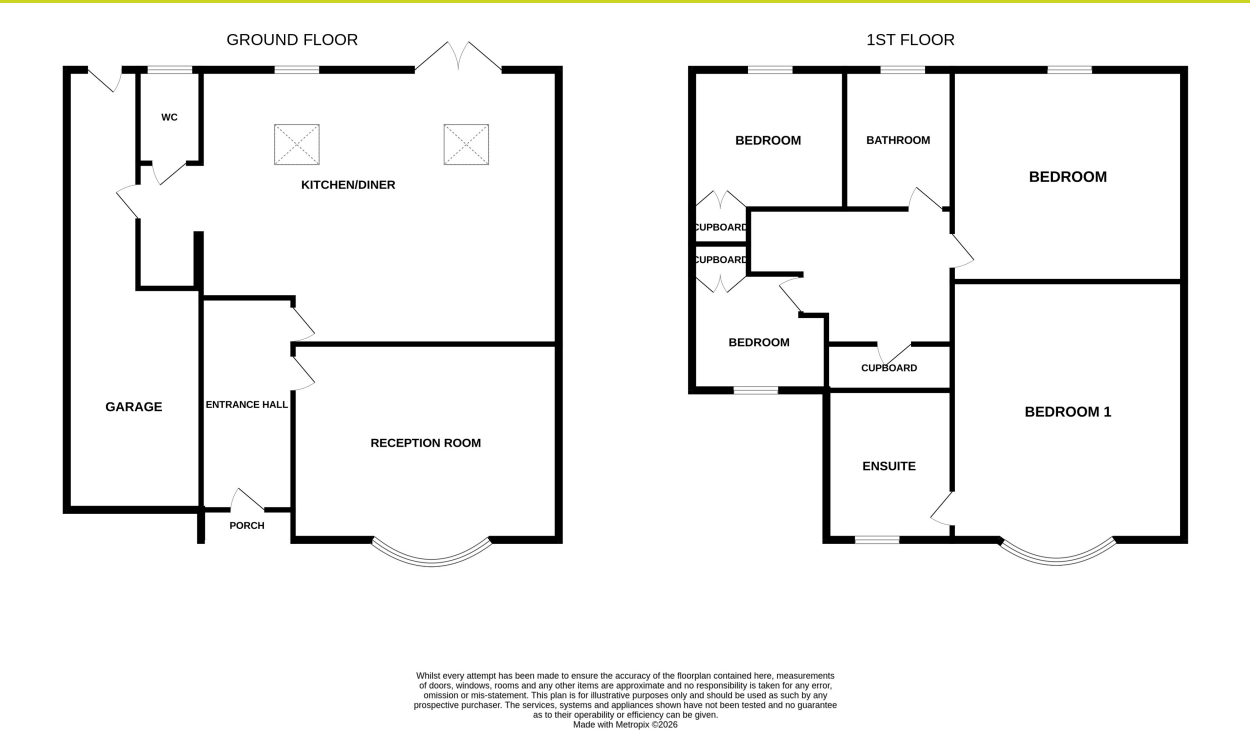 GROUND FLOOR
WC
KITCHEN/DINER
GARAGE
ENTRANCE HALL
RECEPTION ROOM
PORCH
1ST FLOOR
BEDROOM
BATHROOM
BEDROOM
CUPBOARD
CUPBOARD
BEDROOM
CUPBOARD
BEDROOM 1
ENSUITE
Whilst every attempt has been made to ensure the accuracy of the floorplan contained here, measurements
of doors, windows, rooms and any other items are approximate and no responsibility is taken for any error,
omission or mis-statement. This plan is for illustrative purposes only and should be used as such by any
prospective purchaser. The services, systems and appliances shown have not been tested and no guarantee
as to their operability or efficiency can be given.
Made with Metropix ©2026